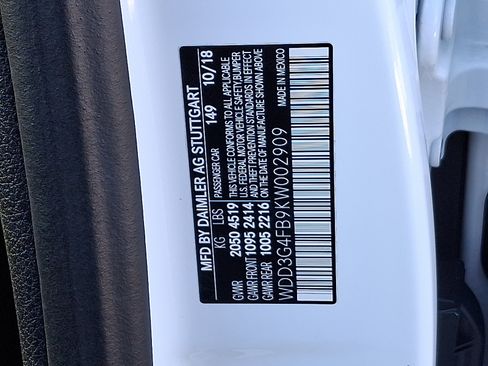 MFD BY DAIMLER AG STUTTGART
PASSENGER CAR 149 10/18
KG LBS
GVWR 2050 4519
GAWR FRONT 1095 2414
GAWR REAR 1005 2216
THIS VEHICLE CONFORMS TO ALL APPLICABLE
U.S. FEDERAL MOTOR VEHICLE SAFETY/BUMPER
AND THEFT PREVENTION STANDARDS IN EFFECT
ON THE DATE OF MANUFACTURE SHOWN ABOVE
WDD3G4FB9KW002909
MADE IN MEXICO